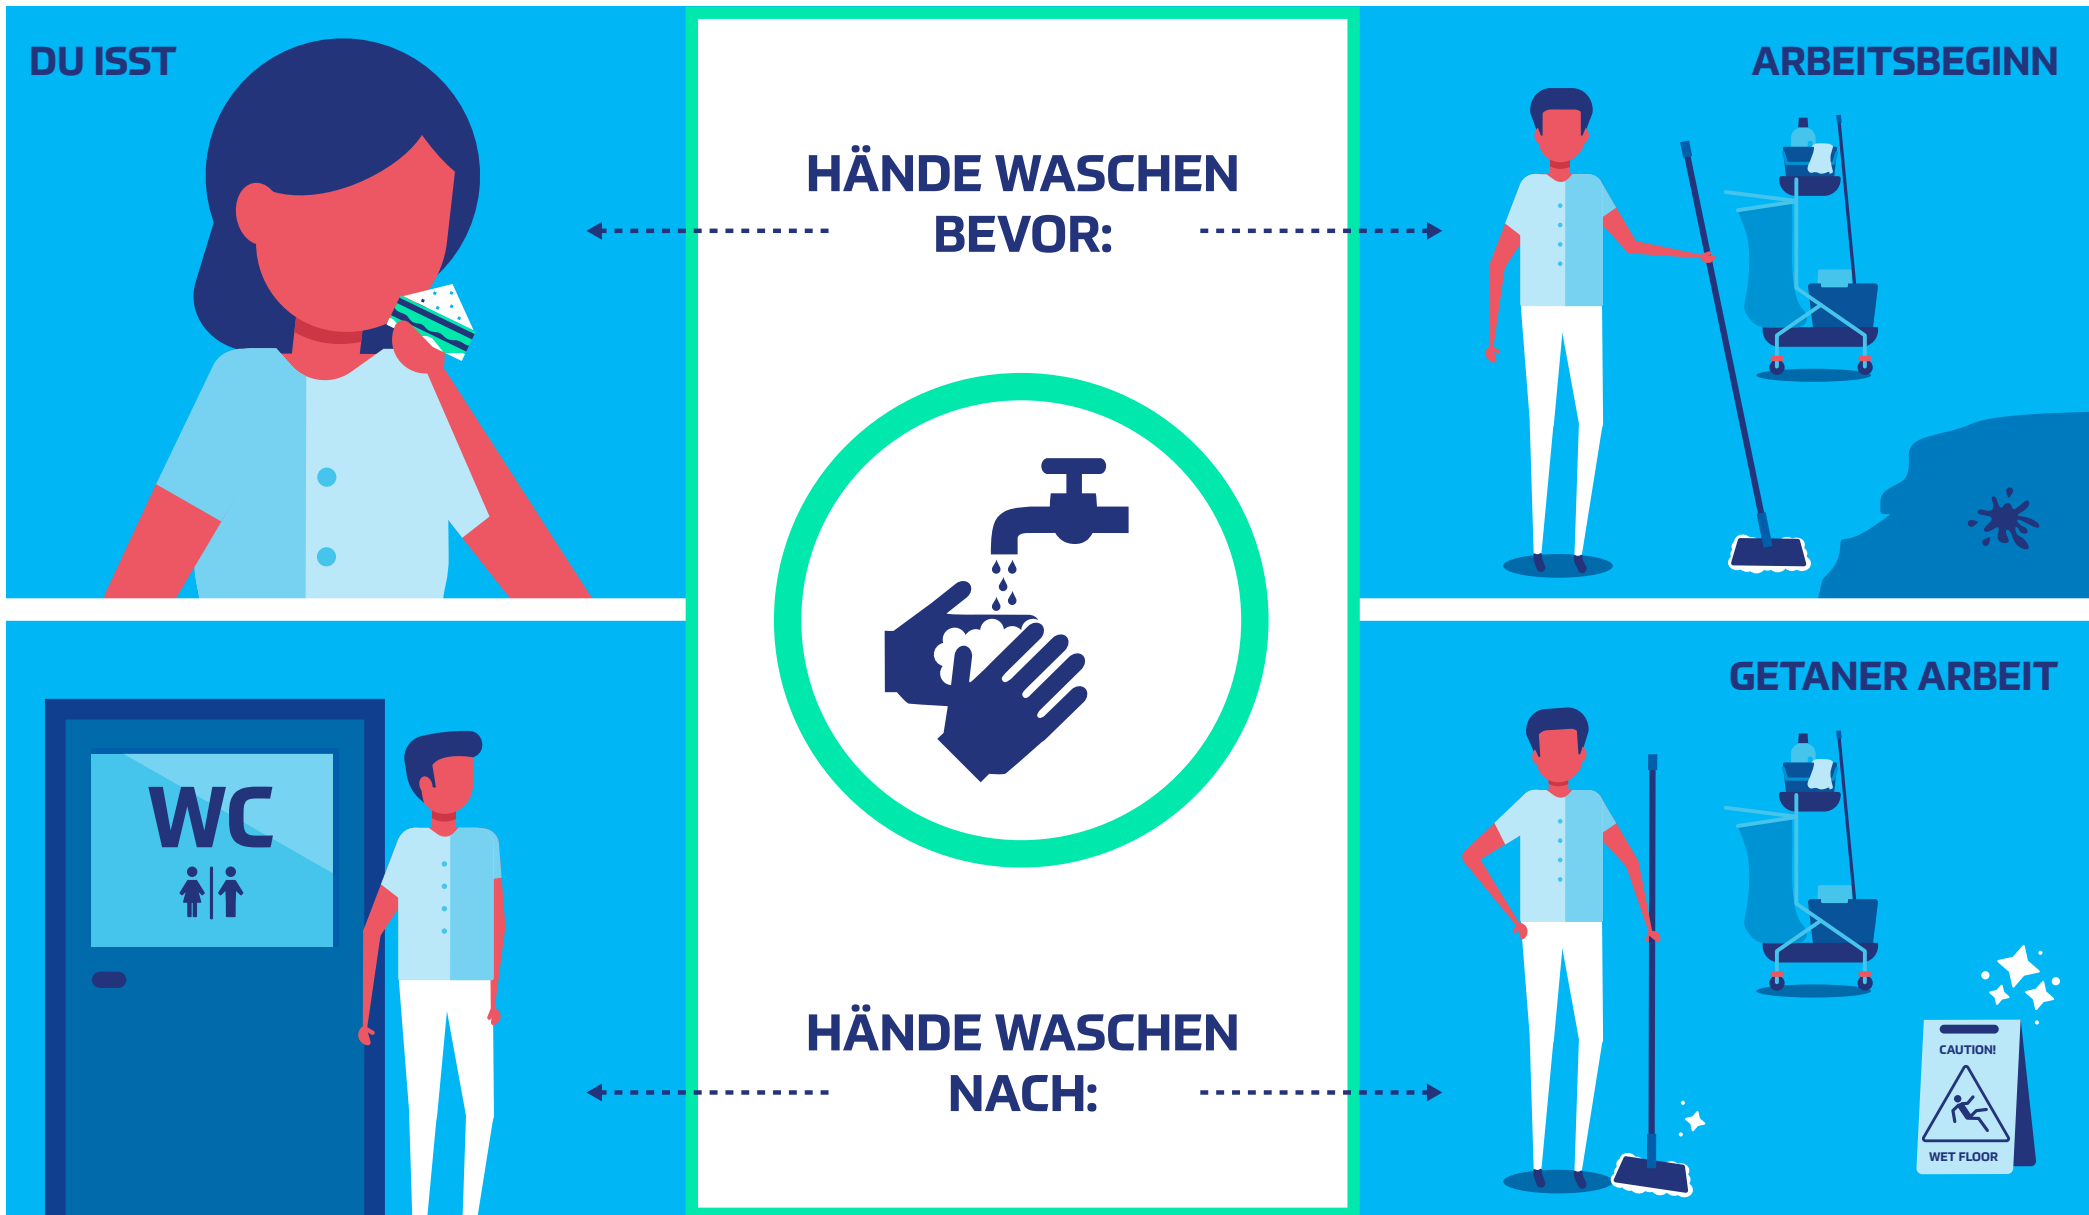 DU ISST
HÄNDE WASCHEN
BEVOR:
ARBEITSBEGINN
WC
HÄNDE WASCHEN
NACH:
GETANER ARBEIT
CAUTION!
WET FLOOR